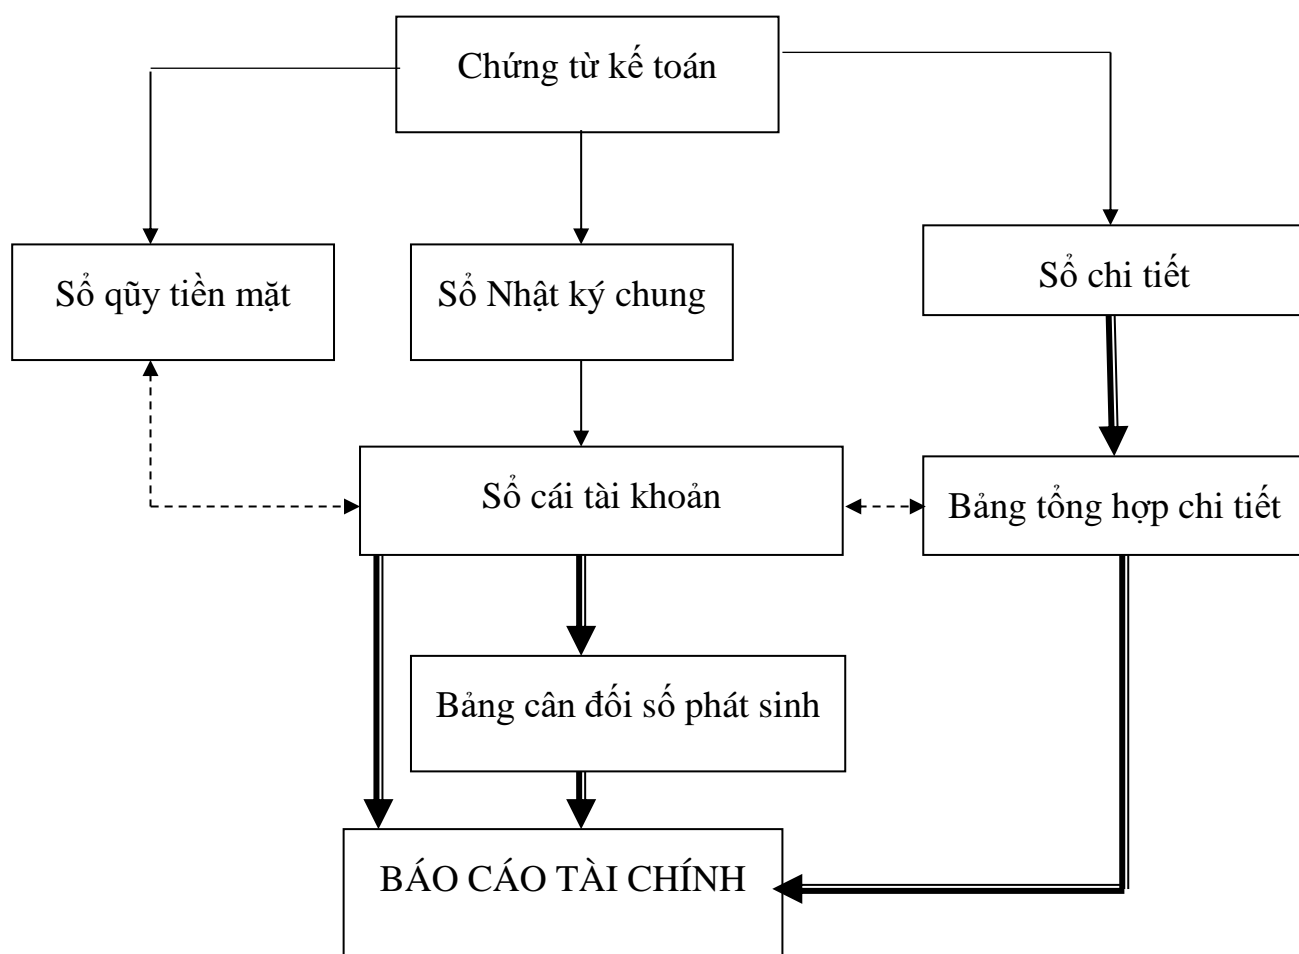 Chứng từ kế toán
Sổ qũy tiền mặt
Sổ Nhật ký chung
Sổ chi tiết
Sổ cái tài khoản
Bảng tổng hợp chi tiết
Bảng cân đối số phát sinh
BÁO CÁO TÀI CHÍNH